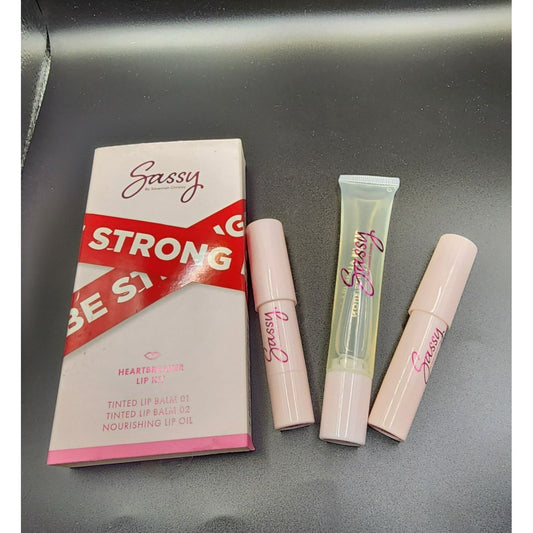 Sassy
By Savannah Chrisley
STRONG
BE ST
HEARTBREAKER
LIP KIT
TINTED LIP BALM 01
TINTED LIP BALM 02
NOURISHING LIP OIL
Sassy
Sassy
Sassy